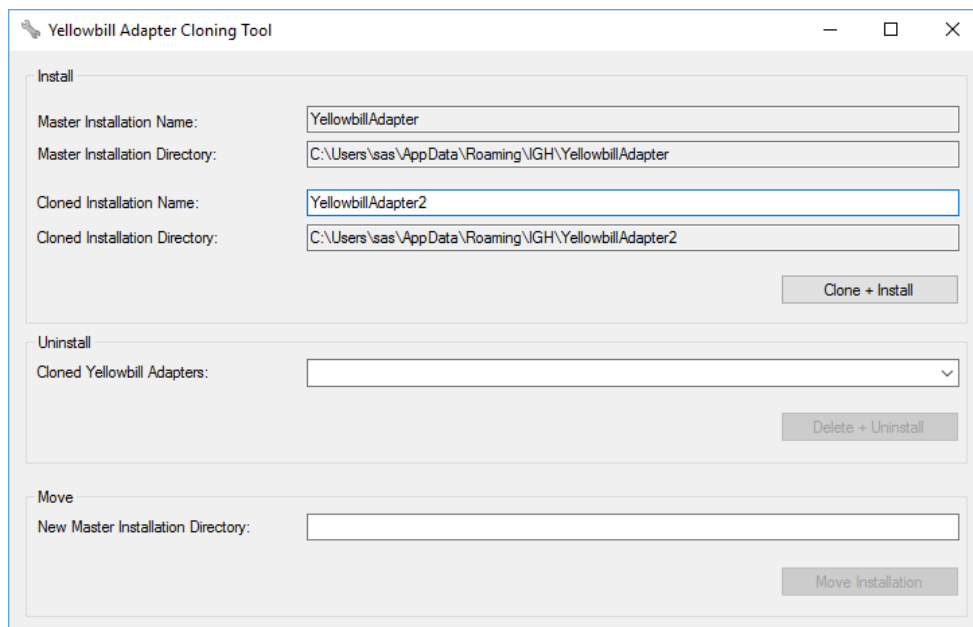 Yellowbill Adapter Cloning Tool
Install
Master Installation Name: YellowbillAdapter
Master Installation Directory: C:\Users\sas\AppData\Roaming\IGH\YellowbillAdapter
Cloned Installation Name: YellowbillAdapter2
Cloned Installation Directory: C:\Users\sas\AppData\Roaming\IGH\YellowbillAdapter2
Clone + Install
Uninstall
Cloned Yellowbill Adapters:
Delete + Uninstall
Move
New Master Installation Directory:
Move Installation